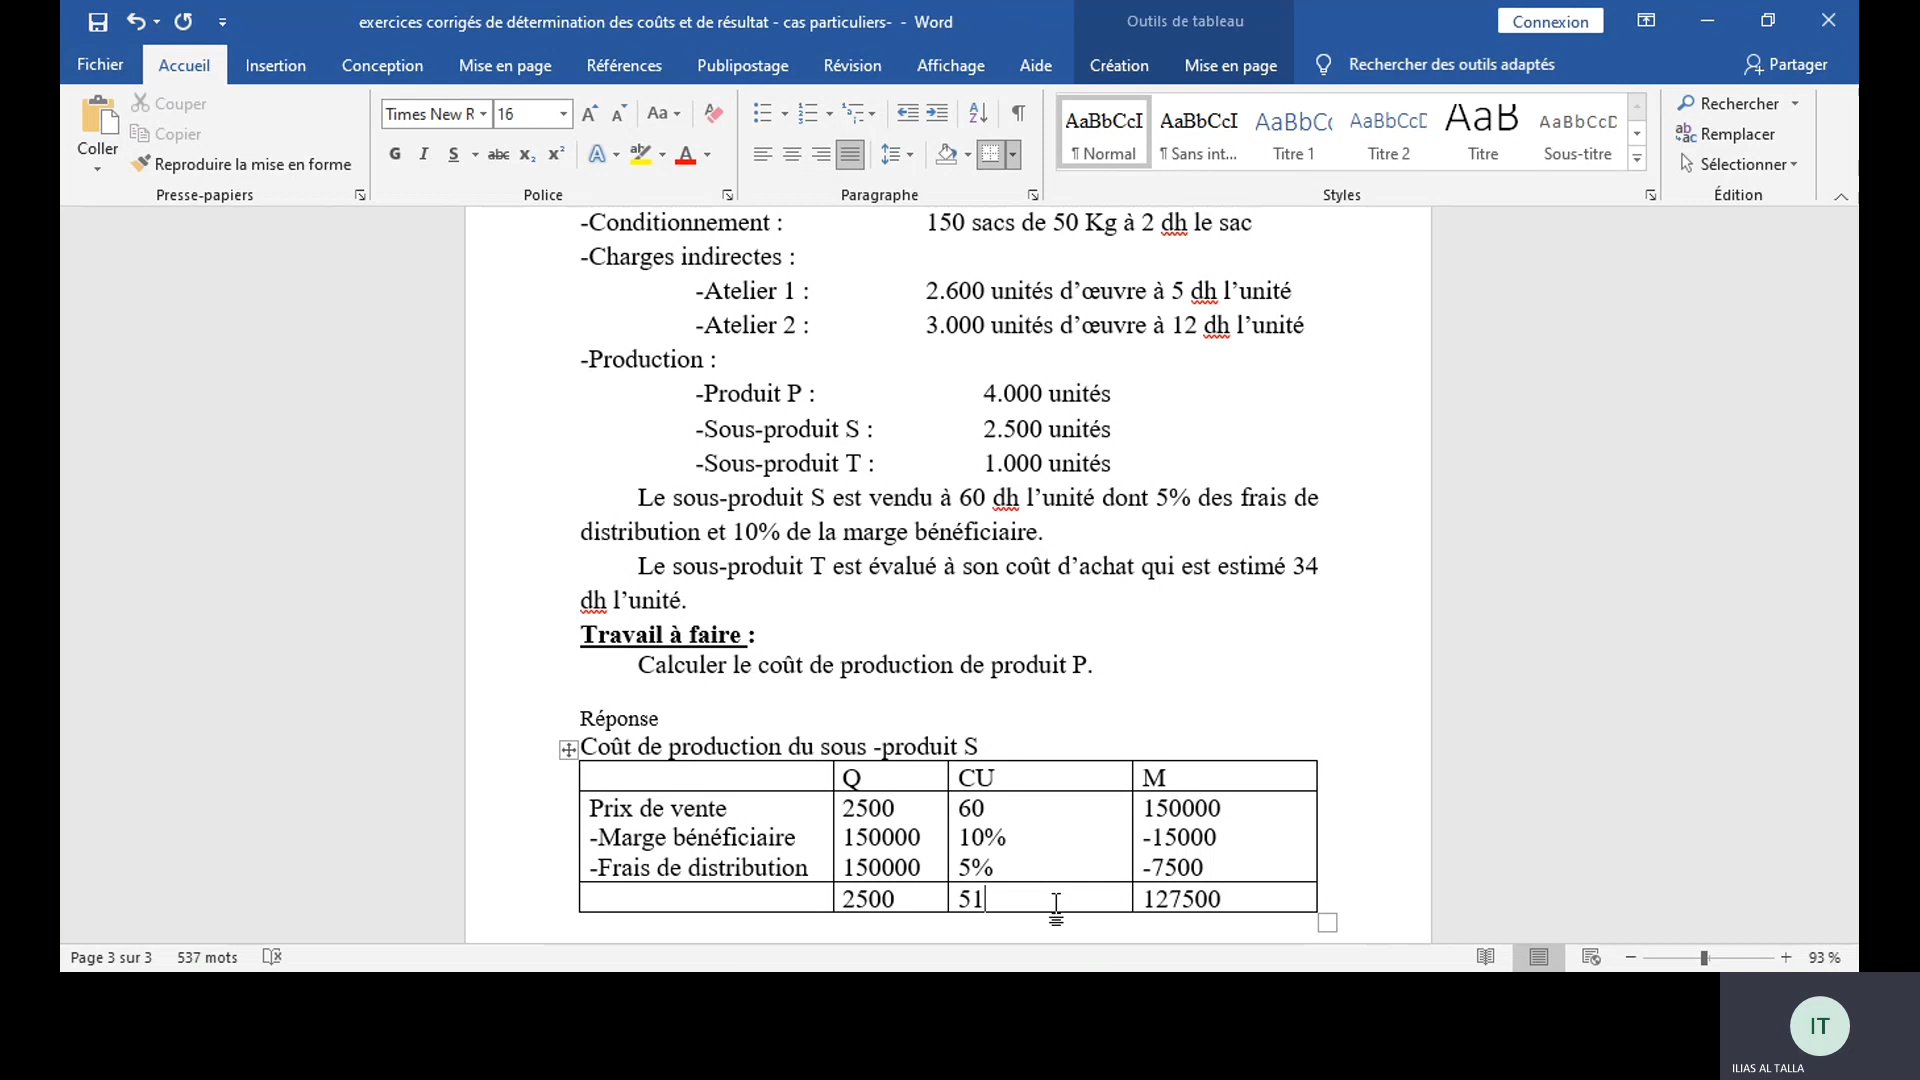 exercices corrigés de détermination des coûts et de résultat - cas particuliers- - Word
Outils de tableau
Connexion
Fichier Accueil Insertion Conception Mise en page Références Publipostage Révision Affichage Aide Création Mise en page Rechercher des outils adaptés Partager
Coller
Couper
Copier
Reproduire la mise en forme
Presse-papiers
Times New R 16
Aa
G I S abc x₂ x² A ab A
Police
Paragraphe
AaBbCcI ¶ Normal
AaBbCcI ¶ Sans int...
AaBbCc Titre 1
AaBbCcD Titre 2
AaB Titre
AaBbCcD Sous-titre
Styles
Rechercher
Remplacer
Sélectionner
Édition
-Conditionnement : 150 sacs de 50 Kg à 2 dh le sac
-Charges indirectes :
-Atelier 1 : 2.600 unités d’œuvre à 5 dh l’unité
-Atelier 2 : 3.000 unités d’œuvre à 12 dh l’unité
-Production :
-Produit P : 4.000 unités
-Sous-produit S : 2.500 unités
-Sous-produit T : 1.000 unités
Le sous-produit S est vendu à 60 dh l’unité dont 5% des frais de
distribution et 10% de la marge bénéficiaire.
Le sous-produit T est évalué à son coût d’achat qui est estimé 34
dh l’unité.
Travail à faire :
Calculer le coût de production de produit P.
Réponse
Coût de production du sous -produit S
Q CU M
Prix de vente 2500 60 150000
-Marge bénéficiaire 150000 10% -15000
-Frais de distribution 150000 5% -7500
2500 51 127500
Page 3 sur 3 537 mots 93 %
IT
ILIAS AL TALLA